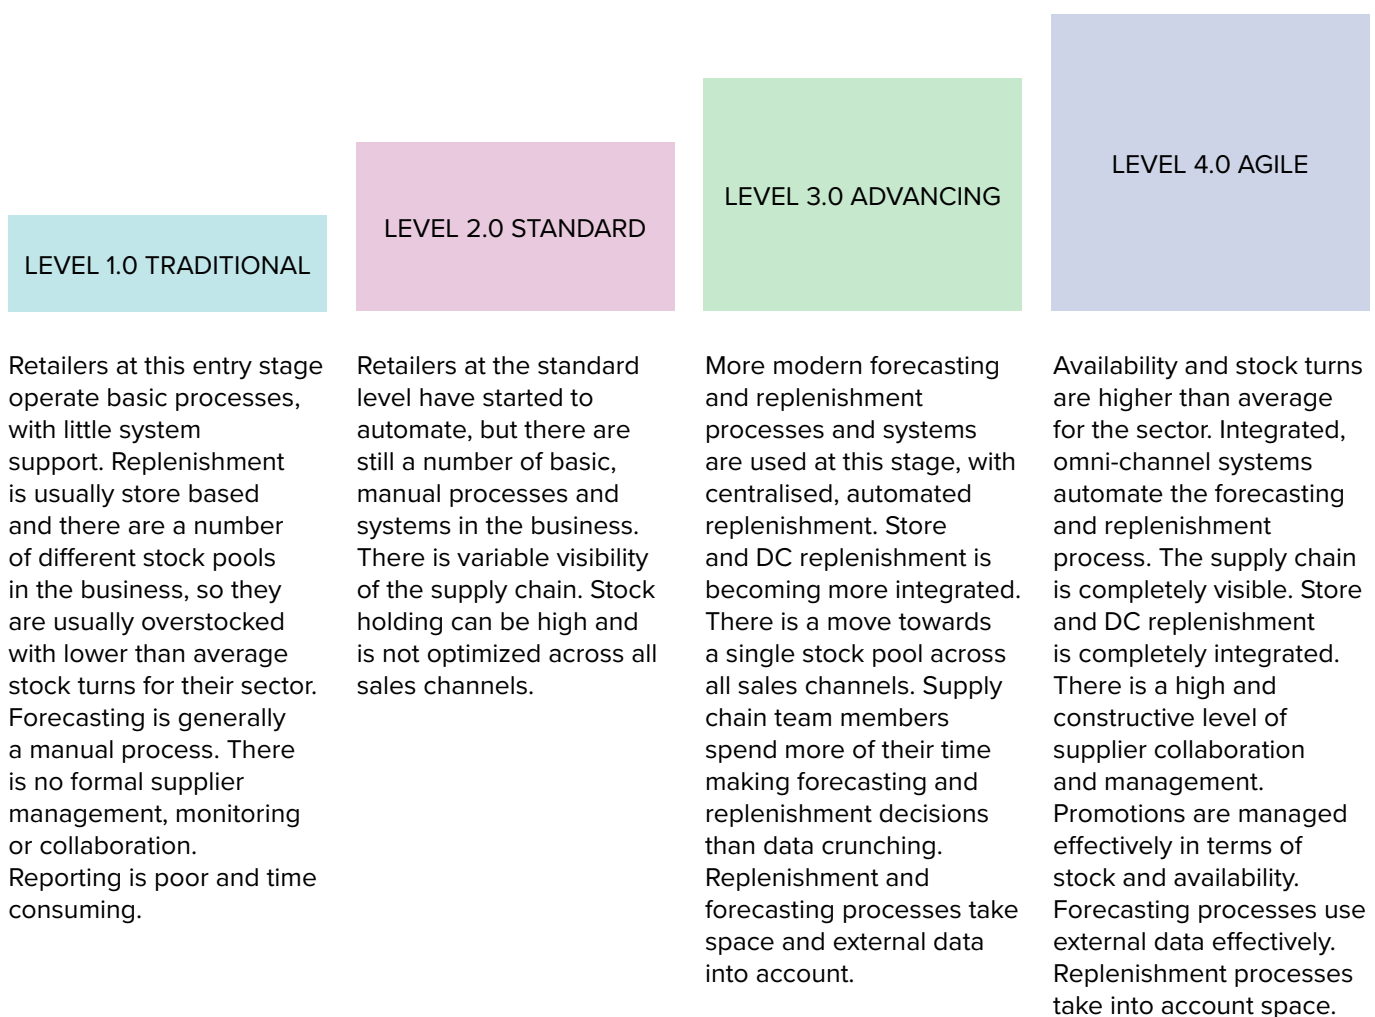 LEVEL 1.0 TRADITIONAL
Retailers at this entry stage
operate basic processes,
with little system
support. Replenishment
is usually store based
and there are a number
of different stock pools
in the business, so they
are usually overstocked
with lower than average
stock turns for their sector.
Forecasting is generally
a manual process. There
is no formal supplier
management, monitoring
or collaboration.
Reporting is poor and time
consuming.
LEVEL 2.0 STANDARD
Retailers at the standard
level have started to
automate, but there are
still a number of basic,
manual processes and
systems in the business.
There is variable visibility
of the supply chain. Stock
holding can be high and
is not optimized across all
sales channels.
LEVEL 3.0 ADVANCING
More modern forecasting
and replenishment
processes and systems
are used at this stage, with
centralised, automated
replenishment. Store
and DC replenishment is
becoming more integrated.
There is a move towards
a single stock pool across
all sales channels. Supply
chain team members
spend more of their time
making forecasting and
replenishment decisions
than data crunching.
Replenishment and
forecasting processes take
space and external data
into account.
LEVEL 4.0 AGILE
Availability and stock turns
are higher than average
for the sector. Integrated,
omni-channel systems
automate the forecasting
and replenishment
process. The supply chain
is completely visible. Store
and DC replenishment
is completely integrated.
There is a high and
constructive level of
supplier collaboration
and management.
Promotions are managed
effectively in terms of
stock and availability.
Forecasting processes use
external data effectively.
Replenishment processes
take into account space.